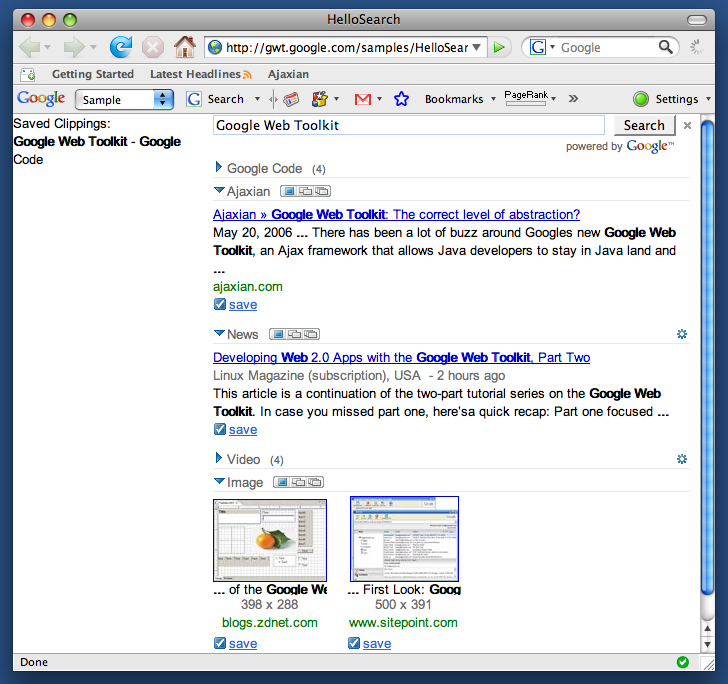 HelloSearch
http://gwt.google.com/samples/HelloSear
G Google
Getting Started Latest Headlines Ajaxian
Google Sample G Search Bookmarks PageRank Settings
Saved Clippings:
Google Web Toolkit - Google
Code
Google Web Toolkit Search
powered by Google™
Google Code (4)
Ajaxian
Ajaxian » Google Web Toolkit: The correct level of abstraction?
May 20, 2006 ... There has been a lot of buzz around Googles new Google Web
Toolkit, an Ajax framework that allows Java developers to stay in Java land and
...
ajaxian.com
save
News
Developing Web 2.0 Apps with the Google Web Toolkit, Part Two
Linux Magazine (subscription), USA - 2 hours ago
This article is a continuation of the two-part tutorial series on the Google Web
Toolkit. In case you missed part one, here'sa quick recap: Part one focused ...
save
Video (4)
Image
... of the Google We ... First Look: Goog
398 x 288 500 x 391
blogs.zdnet.com www.sitepoint.com
save save
Done